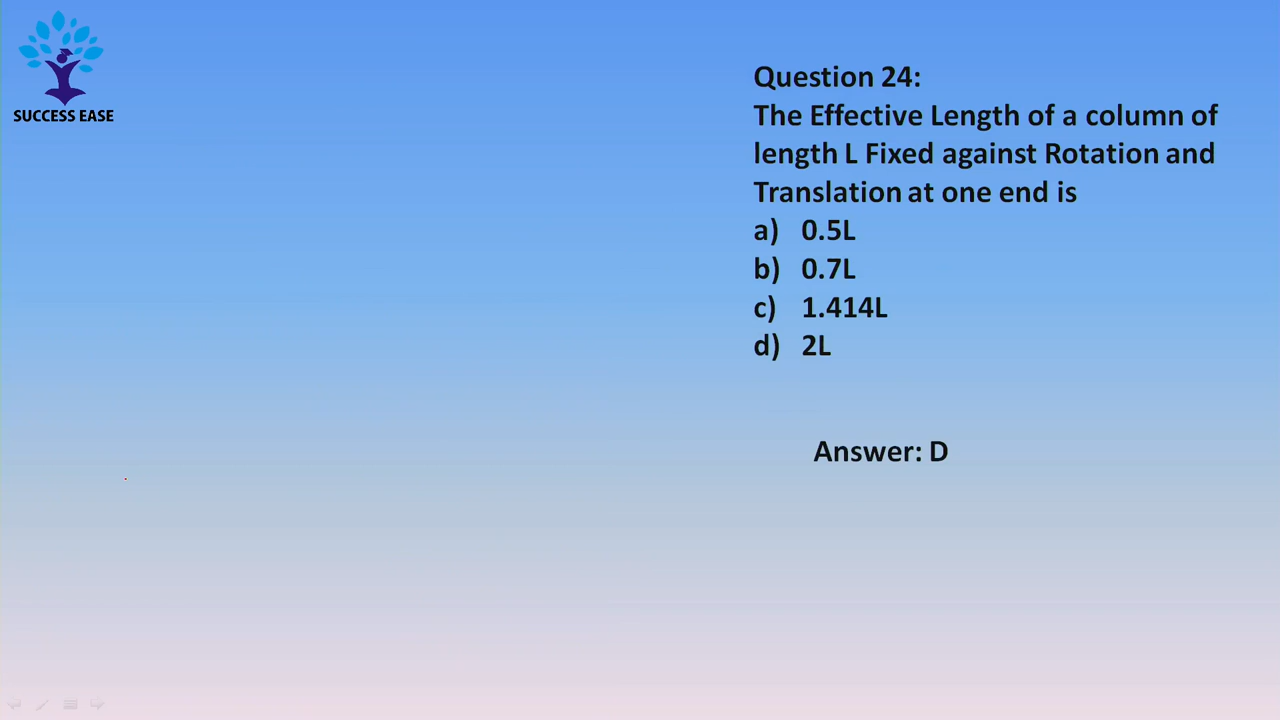 SUCCESS EASE
Question 24:
The Effective Length of a column of
length L Fixed against Rotation and
Translation at one end is
a) 0.5L
b) 0.7L
c) 1.414L
d) 2L
Answer: D